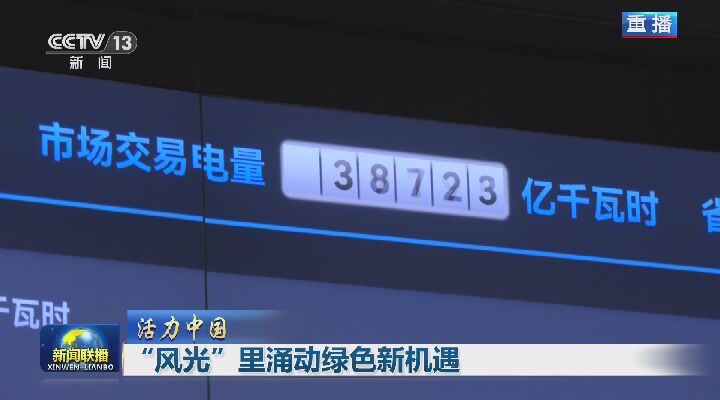 CCTV 13
新闻
重播
市场交易电量 38723 亿千瓦时 省
千瓦时
活力中国
新闻联播
XINWEN-LIANBO
“风光”里涌动绿色新机遇